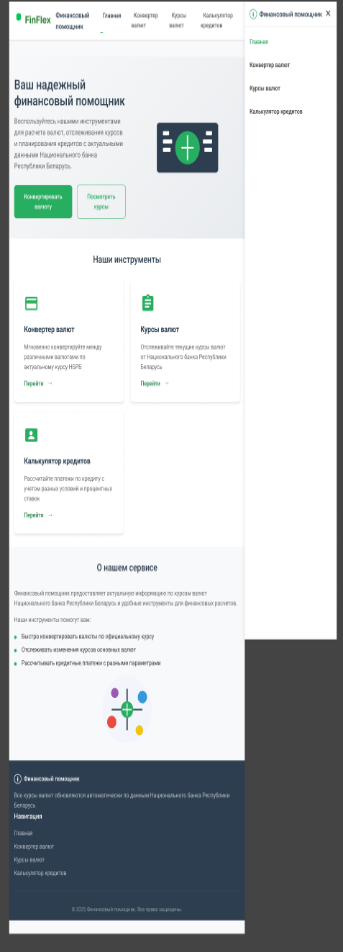 FinFlex
Финансовый
помощник
Главная
Конвертер
валют
Курсы
валют
Калькулятор
кредитов
Ваш надежный
финансовый помощник
Воспользуйтесь нашими инструментами
для расчета валют, отслеживания курсов
и планирования кредитов с актуальными
данными Национального банка
Республики Беларусь.
Конвертировать
валюту
Посмотреть
курсы
Наши инструменты
Конвертер валют
Мгновенно конвертируйте между
различными валютами по
актуальному курсу НБРБ
Перейти →
Курсы валют
Отслеживайте текущие курсы валют
от Национального банка Республики
Беларусь
Перейти →
Калькулятор кредитов
Рассчитайте платежи по кредиту с
учетом разных условий и процентных
ставок
Перейти →
О нашем сервисе
Финансовый помощник предоставляет актуальную информацию по курсам валют
Национального банка Республики Беларусь и удобные инструменты для финансовых расчетов.
Наши инструменты помогут вам:
Быстро конвертировать валюты по официальному курсу
Отслеживать изменения курсов основных валют
Рассчитывать кредитные платежи с разными параметрами
Финансовый помощник
Все курсы валют обновляются автоматически по данным Национального банка Республики
Беларусь.
Навигация
Главная
Конвертер валют
Курсы валют
Калькулятор кредитов
© 2025 Финансовый помощник. Все права защищены.
Финансовый помощник ×
Главная
Конвертер валют
Курсы валют
Калькулятор кредитов